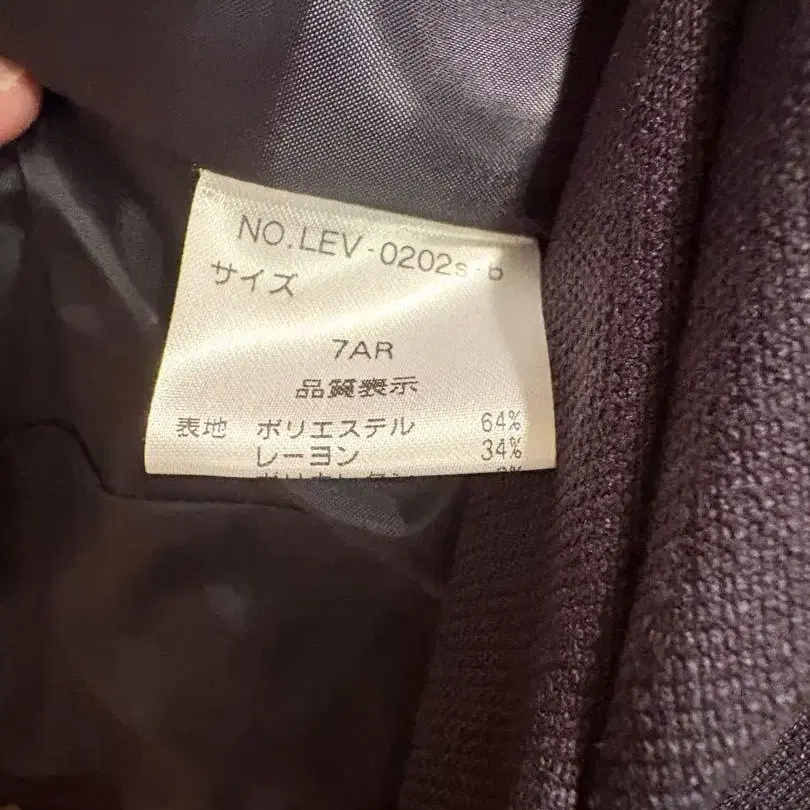 NO.LEV-0202s-b
サイズ
7AR
品質表示
表地 ポリエステル 64%
レーヨン 34%